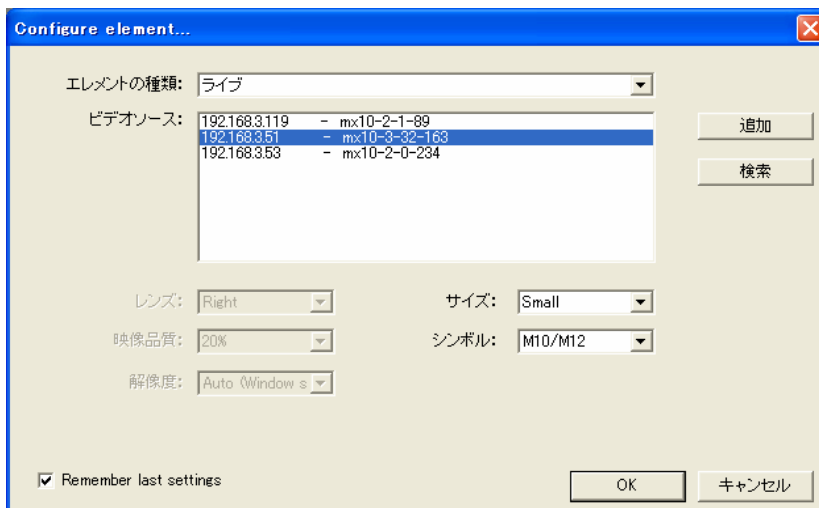 Configure element...
エレメントの種類: ライブ
ビデオソース:
192.168.3.119 - mx10-2-1-89
192.168.3.51 - mx10-3-32-163
192.168.3.53 - mx10-2-0-234
追加
検索
レンズ: Right
サイズ: Small
映像品質: 20%
シンボル: M10/M12
解像度: Auto (Window s
Remember last settings
OK
キャンセル